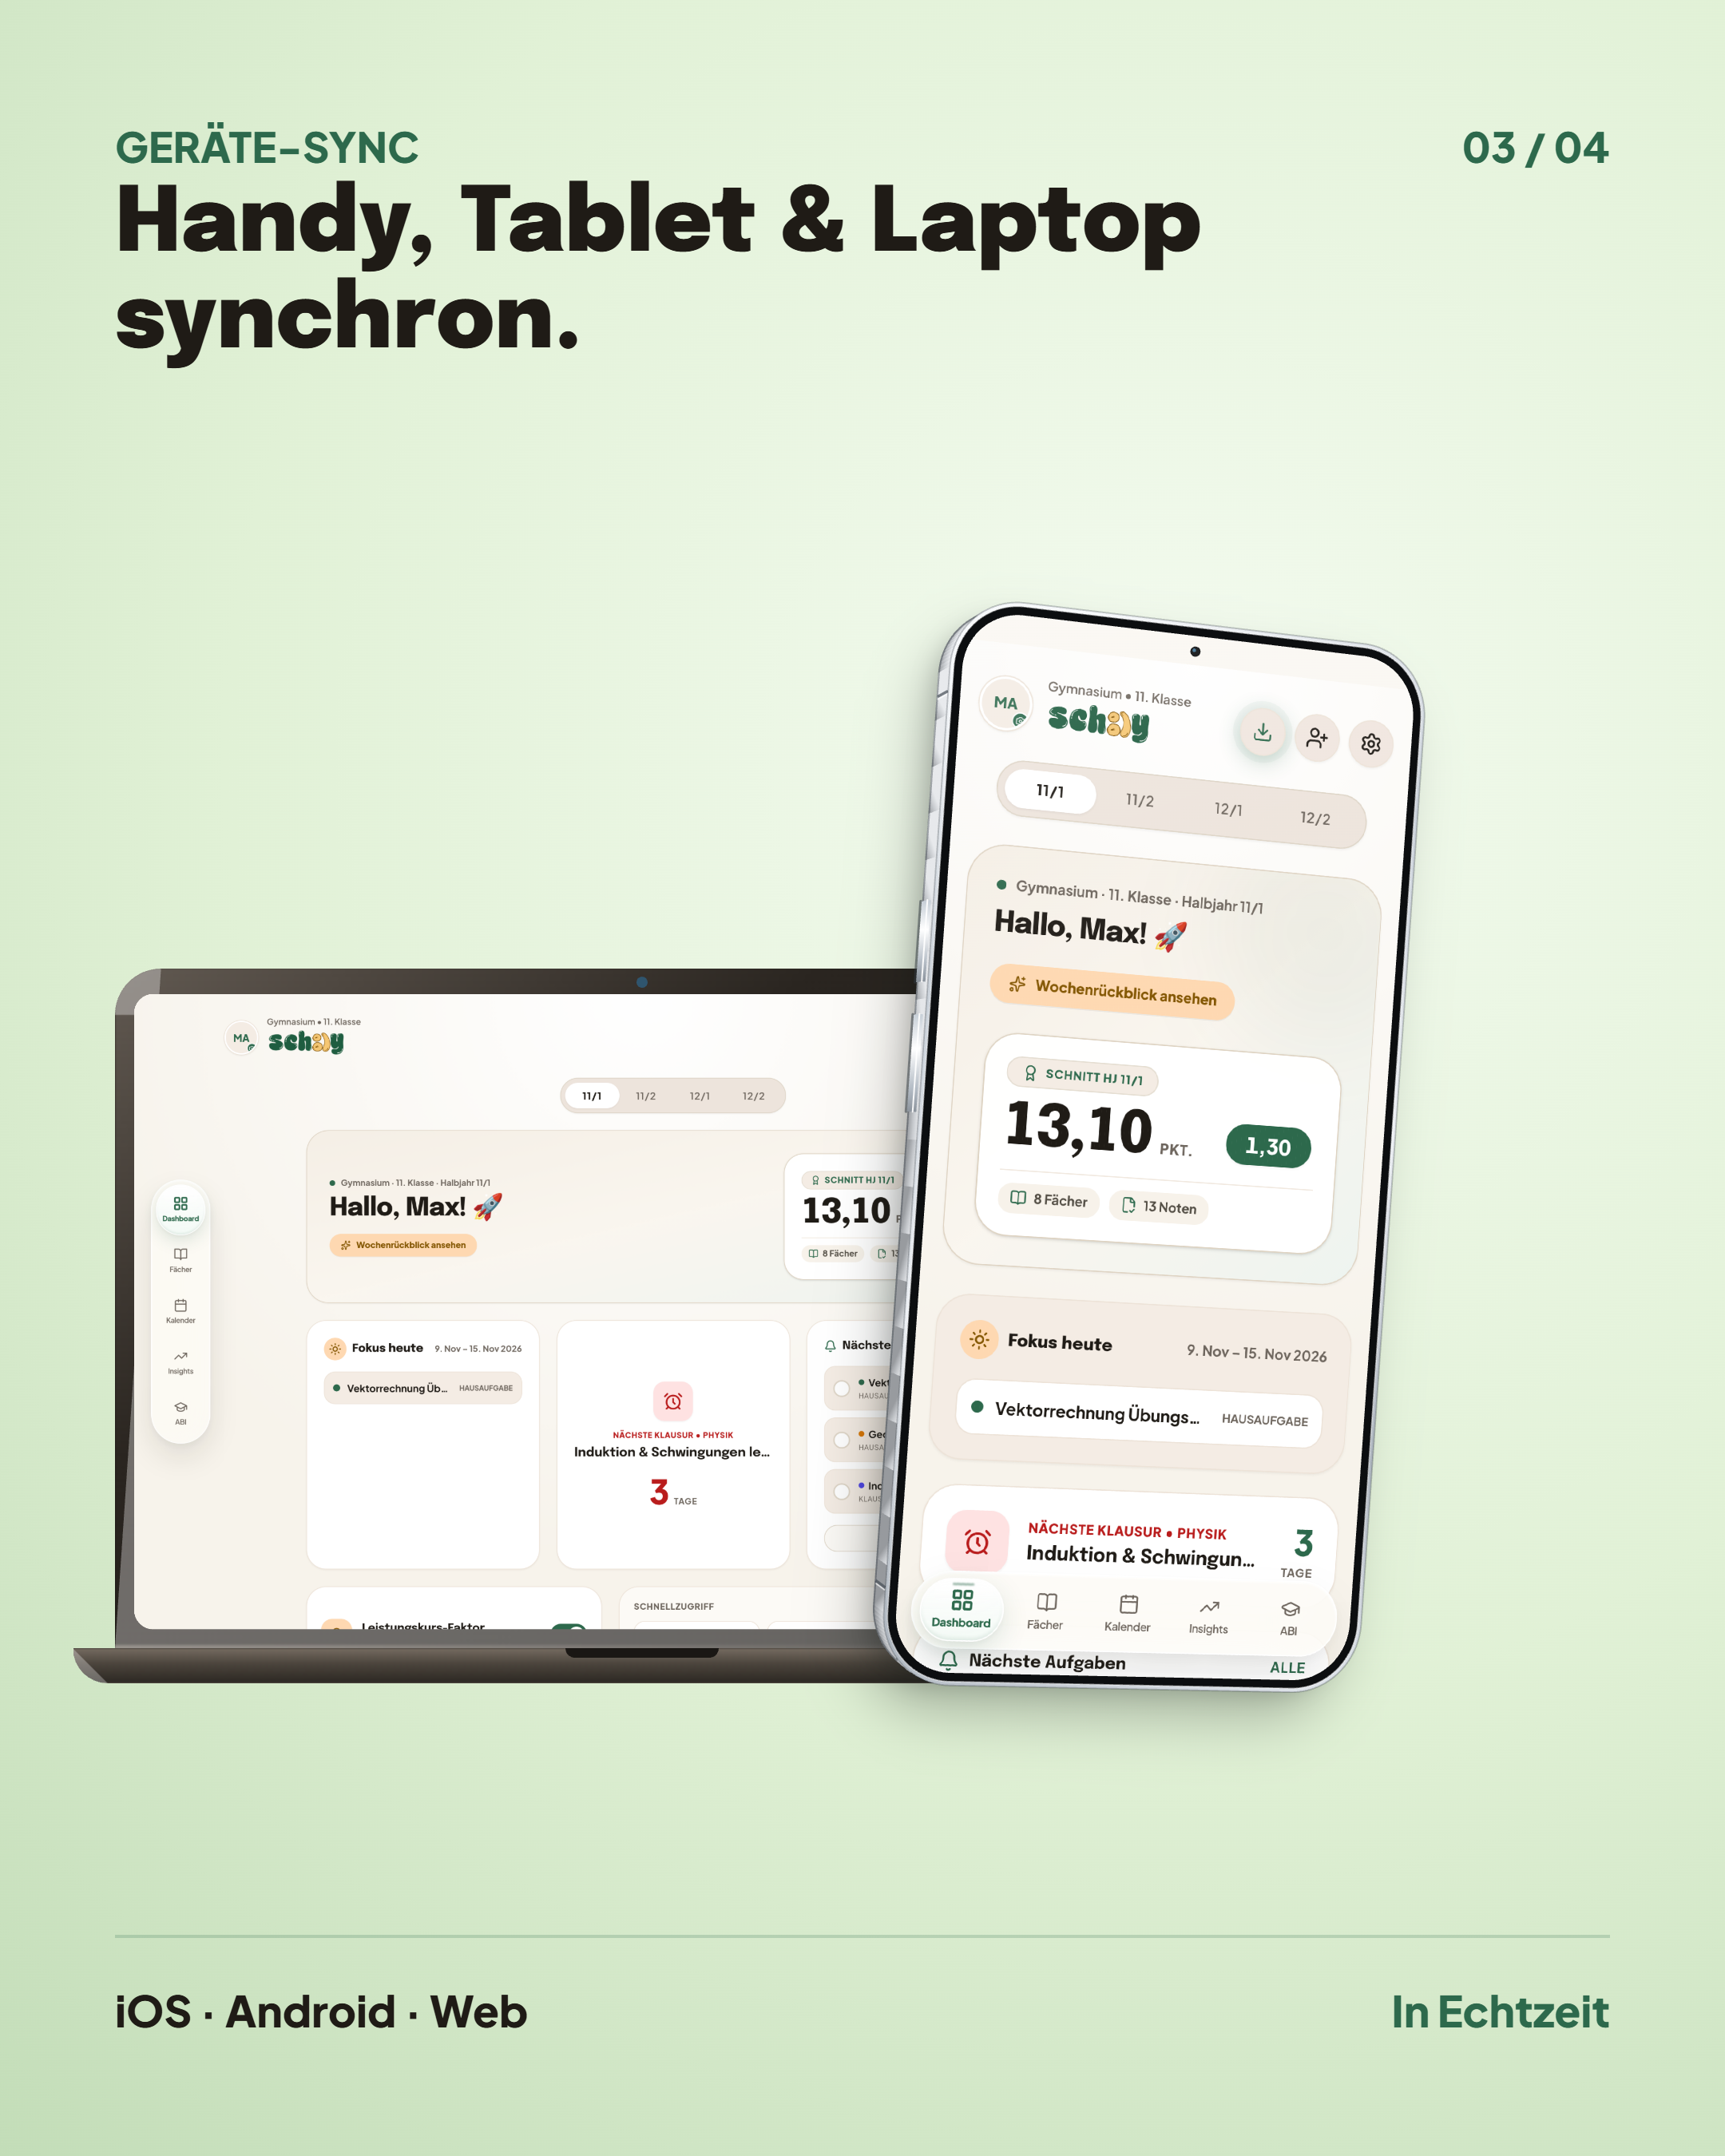 GERÄTE-SYNC
03 / 04
Handy, Tablet & Laptop
synchron.
MA
Gymnasium • 11. Klasse
11/1 11/2 12/1 12/2
Gymnasium · 11. Klasse · Halbjahr 11/1
Hallo, Max! 🚀
Wochenrückblick ansehen
SCHNITT HJ 11/1
13,10
8 Fächer
Dashboard
Fächer
Kalender
Insights
ABI
Fokus heute 9. Nov – 15. Nov 2026
Vektorrechnung Üb... HAUSAUFGABE
NÄCHSTE KLAUSUR • PHYSIK
Induktion & Schwingungen le...
3 TAGE
Nächste
Leistungskurs-Faktor
SCHNELLZUGRIFF
MA
Gymnasium • 11. Klasse
11/1 11/2 12/1 12/2
Gymnasium · 11. Klasse · Halbjahr 11/1
Hallo, Max! 🚀
Wochenrückblick ansehen
SCHNITT HJ 11/1
13,10 PKT. 1,30
8 Fächer 13 Noten
Fokus heute 9. Nov – 15. Nov 2026
Vektorrechnung Übungs... HAUSAUFGABE
NÄCHSTE KLAUSUR • PHYSIK
Induktion & Schwingun...
3
TAGE
Dashboard Fächer Kalender Insights ABI
Nächste Aufgaben ALLE
iOS · Android · Web
In Echtzeit